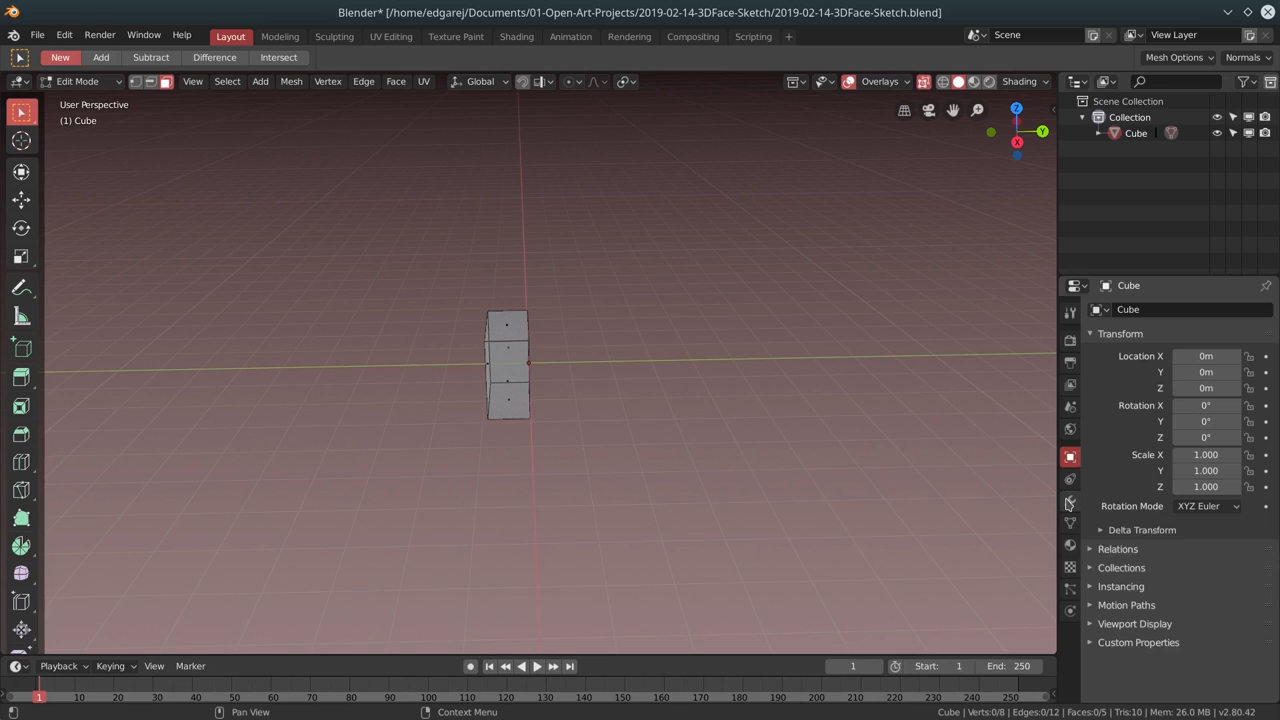 Blender* [/home/edgarej/Documents/01-Open-Art-Projects/2019-02-14-3DFace-Sketch/2019-02-14-3DFace-Sketch.blend]
File Edit Render Window Help Layout Modeling Sculpting UV Editing Texture Paint Shading Animation Rendering Compositing Scripting + Scene View Layer
New Add Subtract Difference Intersect Mesh Options Normals
Edit Mode View Select Add Mesh Vertex Edge Face UV Global Overlays Shading
User Perspective
(1) Cube
Z
Y
X
Scene Collection
Collection
Cube
Cube
Cube
Transform
Location X 0m
Y 0m
Z 0m
Rotation X 0°
Y 0°
Z 0°
Scale X 1.000
Y 1.000
Z 1.000
Rotation Mode XYZ Euler
Delta Transform
Relations
Collections
Instancing
Motion Paths
Viewport Display
Custom Properties
Playback Keying View Marker 1 Start: 1 End: 250
1 10 20 30 40 50 60 70 80 90 100 110 120 130 140 150 160 170 180 190 200 210 220 230 240 250
Pan View Context Menu Cube | Verts:0/8 | Edges:0/12 | Faces:0/5 | Tris:10 | Mem: 26.0 MB | v2.80.42